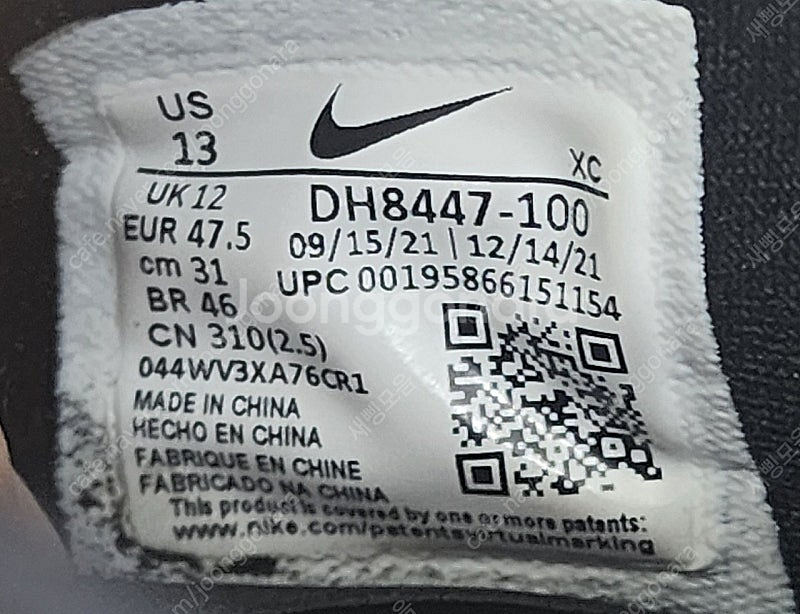 US
13
XC
UK 12
EUR 47.5
cm 31
BR 46
CN 310(2.5)
DH8447-100
09/15/21 | 12/14/21
UPC 00195866151154
044WV3XA76CR1
MADE IN CHINA
HECHO EN CHINA
FABRIQUE EN CHINE
FABRICADO NA CHINA
This product is covered by one or more patents:
www.nike.com/patentsvirtualmarking
Joonggonara